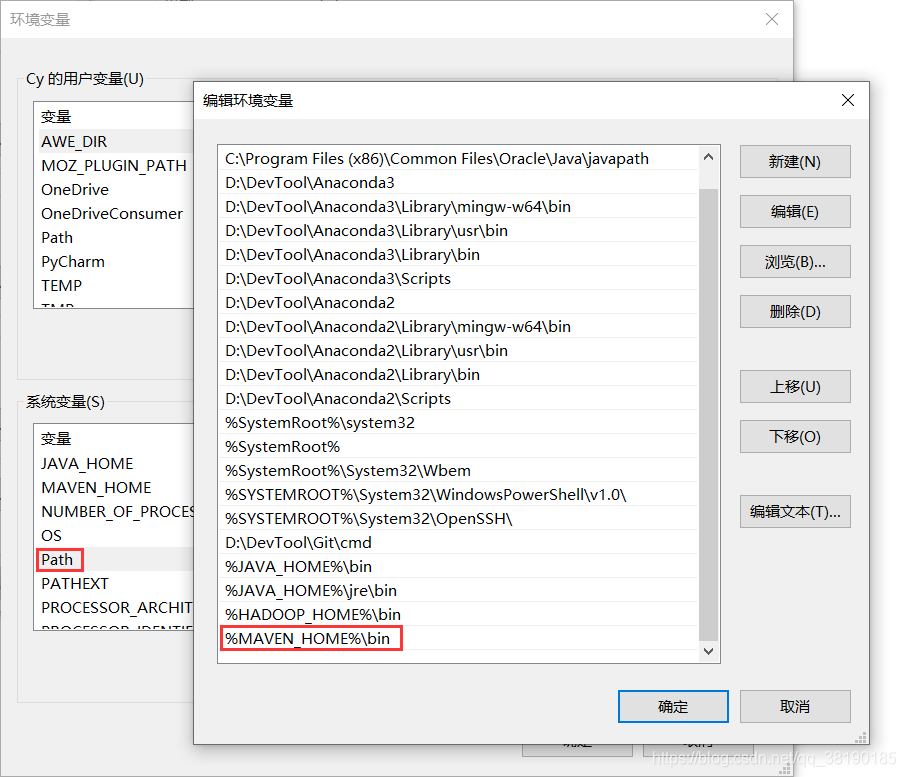 环境变量
Cy 的用户变量(U)
变量
AWE_DIR
MOZ_PLUGIN_PATH
OneDrive
OneDriveConsumer
Path
PyCharm
TEMP
TMP
系统变量(S)
变量
JAVA_HOME
MAVEN_HOME
NUMBER_OF_PROCES
OS
Path
PATHEXT
PROCESSOR_ARCHIT
PROCESSOR_IDENTIF
编辑环境变量
C:\Program Files (x86)\Common Files\Oracle\Java\javapath
D:\DevTool\Anaconda3
D:\DevTool\Anaconda3\Library\mingw-w64\bin
D:\DevTool\Anaconda3\Library\usr\bin
D:\DevTool\Anaconda3\Library\bin
D:\DevTool\Anaconda3\Scripts
D:\DevTool\Anaconda2
D:\DevTool\Anaconda2\Library\mingw-w64\bin
D:\DevTool\Anaconda2\Library\usr\bin
D:\DevTool\Anaconda2\Library\bin
D:\DevTool\Anaconda2\Scripts
%SystemRoot%\system32
%SystemRoot%
%SystemRoot%\System32\Wbem
%SYSTEMROOT%\System32\WindowsPowerShell\v1.0\
%SYSTEMROOT%\System32\OpenSSH\
D:\DevTool\Git\cmd
%JAVA_HOME%\bin
%JAVA_HOME%\jre\bin
%HADOOP_HOME%\bin
%MAVEN_HOME%\bin
新建(N)
编辑(E)
浏览(B)...
删除(D)
上移(U)
下移(O)
编辑文本(T)...
确定
取消
确定
取消
https://blog.csdn.net/qq_38190185